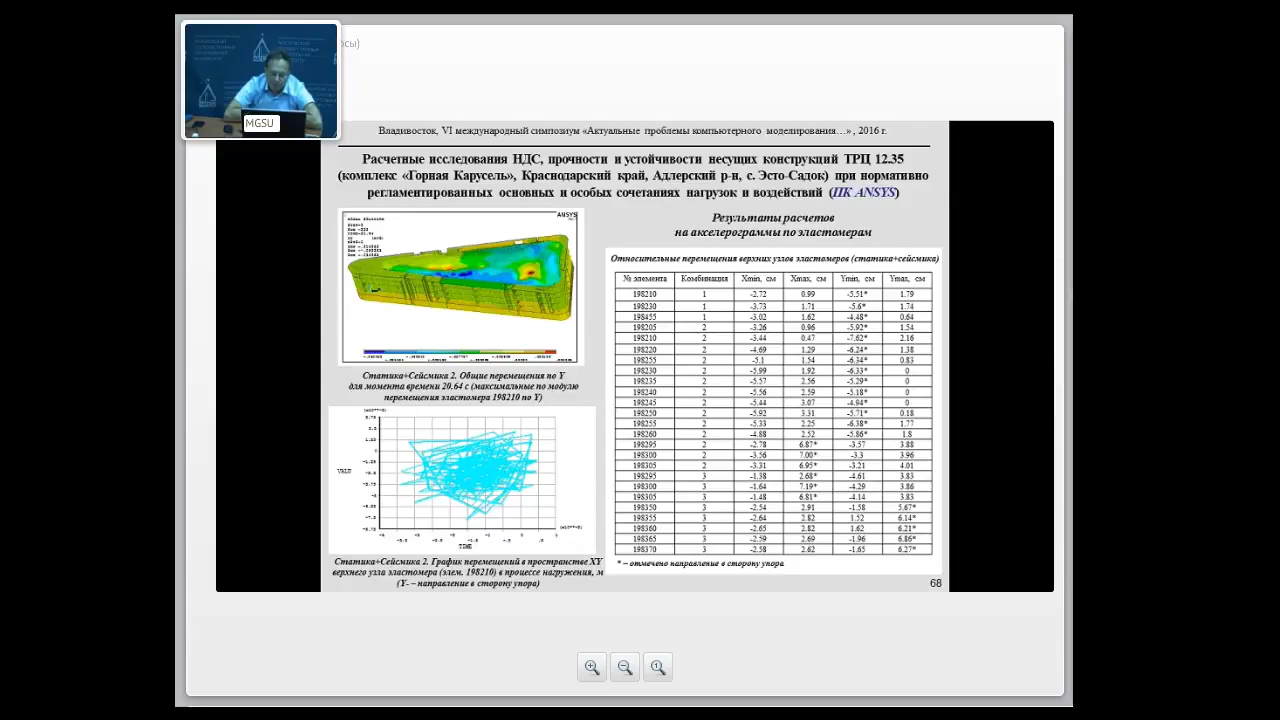 осы)
MGSU
Владивосток, VI международный симпозиум «Актуальные проблемы компьютерного моделирования…» , 2016 г.
Расчетные исследования НДС, прочности и устойчивости несущих конструкций ТРЦ 12.35
(комплекс «Горная Карусель», Краснодарский край, Адлерский р-н, с. Эсто-Садок) при нормативно
регламентированных основных и особых сочетаниях нагрузок и воздействий (ПК ANSYS)
ANSYS
Статика+Сейсмика 2. Общие перемещения по Y
для момента времени 20.64 с (максимальные по модулю
перемещения эластомера 198210 по Y)
VALU
TIME
Статика+Сейсмика 2. График перемещений в пространстве XY
верхнего узла эластомера (элем. 198210) в процессе нагружения, м
(Y- – направление в сторону упора)
Результаты расчетов
на акселерограммы по эластомерам
Относительные перемещения верхних узлов эластомеров (статика+сейсмика)
№ элемента Комбинация Xmin, см Xmax, см Ymin, см Ymax, см
198210 1 -2.72 0.99 -5.51* 1.79
198230 1 -3.73 1.71 -5.6* 1.74
198455 1 -3.02 1.62 -4.48* 0.64
198205 2 -3.26 0.96 -5.92* 1.54
198210 2 -3.44 0.47 -7.62* 2.16
198220 2 -4.69 1.29 -6.24* 1.38
198255 2 -5.1 1.54 -6.34* 0.83
198230 2 -5.99 1.92 -6.33* 0
198235 2 -5.57 2.56 -5.29* 0
198240 2 -5.56 2.59 -5.18* 0
198245 2 -5.44 3.07 -4.94* 0
198250 2 -5.92 3.31 -5.71* 0.18
198255 2 -5.33 2.25 -6.38* 1.77
198260 2 -4.88 2.52 -5.86* 1.8
198295 2 -2.78 6.87* -3.57 3.88
198300 2 -3.56 7.00* -3.3 3.96
198305 2 -3.31 6.95* -3.21 4.01
198295 3 -1.38 2.68* -4.61 3.83
198300 3 -1.64 7.19* -4.29 3.86
198305 3 -1.48 6.81* -4.14 3.83
198350 3 -2.54 2.91 -1.58 5.67*
198355 3 -2.64 2.82 1.52 6.14*
198360 3 -2.65 2.82 1.62 6.21*
198365 3 -2.59 2.69 -1.96 6.86*
198370 3 -2.58 2.62 -1.65 6.27*
* – отмечено направление в сторону упора
68